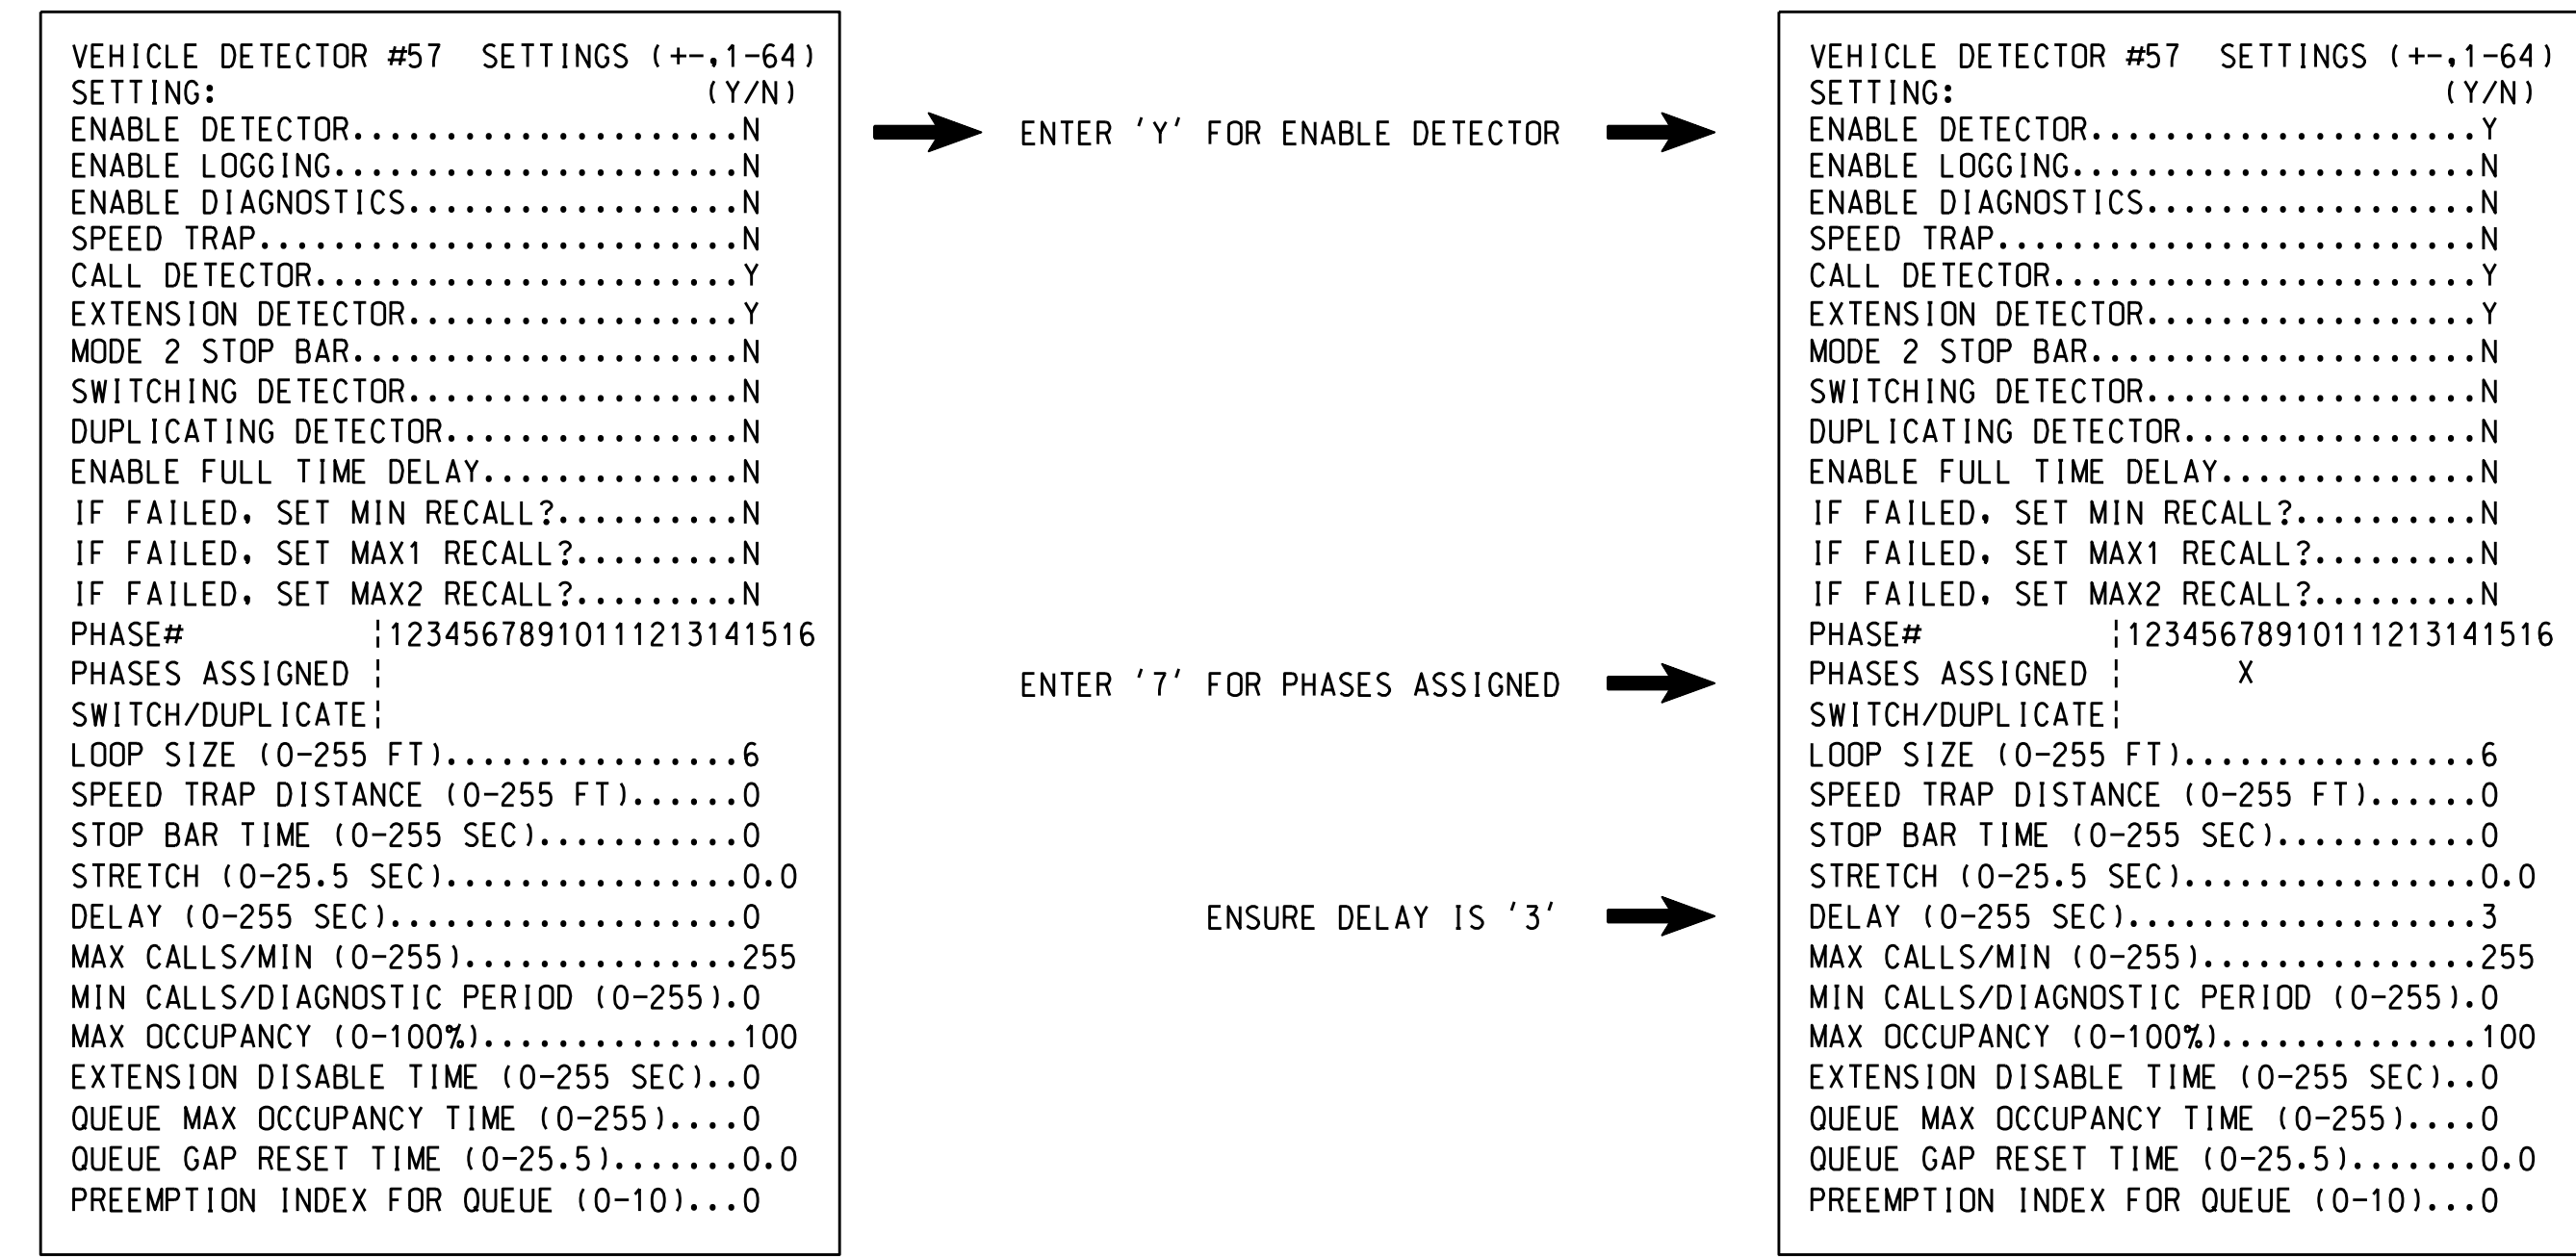 VEHICLE DETECTOR #57  SETTINGS (+-,1-64)
SETTING:                          (Y/N)
ENABLE DETECTOR.....................N
ENABLE LOGGING......................N
ENABLE DIAGNOSTICS..................N
SPEED TRAP..........................N
CALL DETECTOR.......................Y
EXTENSION DETECTOR..................Y
MODE 2 STOP BAR.....................N
SWITCHING DETECTOR..................N
DUPLICATING DETECTOR................N
ENABLE FULL TIME DELAY..............N
IF FAILED, SET MIN RECALL?..........N
IF FAILED, SET MAX1 RECALL?.........N
IF FAILED, SET MAX2 RECALL?.........N
PHASE#          ¦12345678910111213141516
PHASES ASSIGNED ¦
SWITCH/DUPLICATE¦
LOOP SIZE (0-255 FT)................6
SPEED TRAP DISTANCE (0-255 FT)......0
STOP BAR TIME (0-255 SEC)...........0
STRETCH (0-25.5 SEC)................0.0
DELAY (0-255 SEC)...................0
MAX CALLS/MIN (0-255)...............255
MIN CALLS/DIAGNOSTIC PERIOD (0-255).0
MAX OCCUPANCY (0-100%)..............100
EXTENSION DISABLE TIME (0-255 SEC)..0
QUEUE MAX OCCUPANCY TIME (0-255)....0
QUEUE GAP RESET TIME (0-25.5).......0.0
PREEMPTION INDEX FOR QUEUE (0-10)...0
ENTER 'Y' FOR ENABLE DETECTOR
ENTER '7' FOR PHASES ASSIGNED
ENSURE DELAY IS '3'
VEHICLE DETECTOR #57  SETTINGS (+-,1-64)
SETTING:                          (Y/N)
ENABLE DETECTOR.....................Y
ENABLE LOGGING......................N
ENABLE DIAGNOSTICS..................N
SPEED TRAP..........................N
CALL DETECTOR.......................Y
EXTENSION DETECTOR..................Y
MODE 2 STOP BAR.....................N
SWITCHING DETECTOR..................N
DUPLICATING DETECTOR................N
ENABLE FULL TIME DELAY..............N
IF FAILED, SET MIN RECALL?..........N
IF FAILED, SET MAX1 RECALL?.........N
IF FAILED, SET MAX2 RECALL?.........N
PHASE#          ¦12345678910111213141516
PHASES ASSIGNED ¦      X
SWITCH/DUPLICATE¦
LOOP SIZE (0-255 FT)................6
SPEED TRAP DISTANCE (0-255 FT)......0
STOP BAR TIME (0-255 SEC)...........0
STRETCH (0-25.5 SEC)................0.0
DELAY (0-255 SEC)...................3
MAX CALLS/MIN (0-255)...............255
MIN CALLS/DIAGNOSTIC PERIOD (0-255).0
MAX OCCUPANCY (0-100%)..............100
EXTENSION DISABLE TIME (0-255 SEC)..0
QUEUE MAX OCCUPANCY TIME (0-255)....0
QUEUE GAP RESET TIME (0-25.5).......0.0
PREEMPTION INDEX FOR QUEUE (0-10)...0